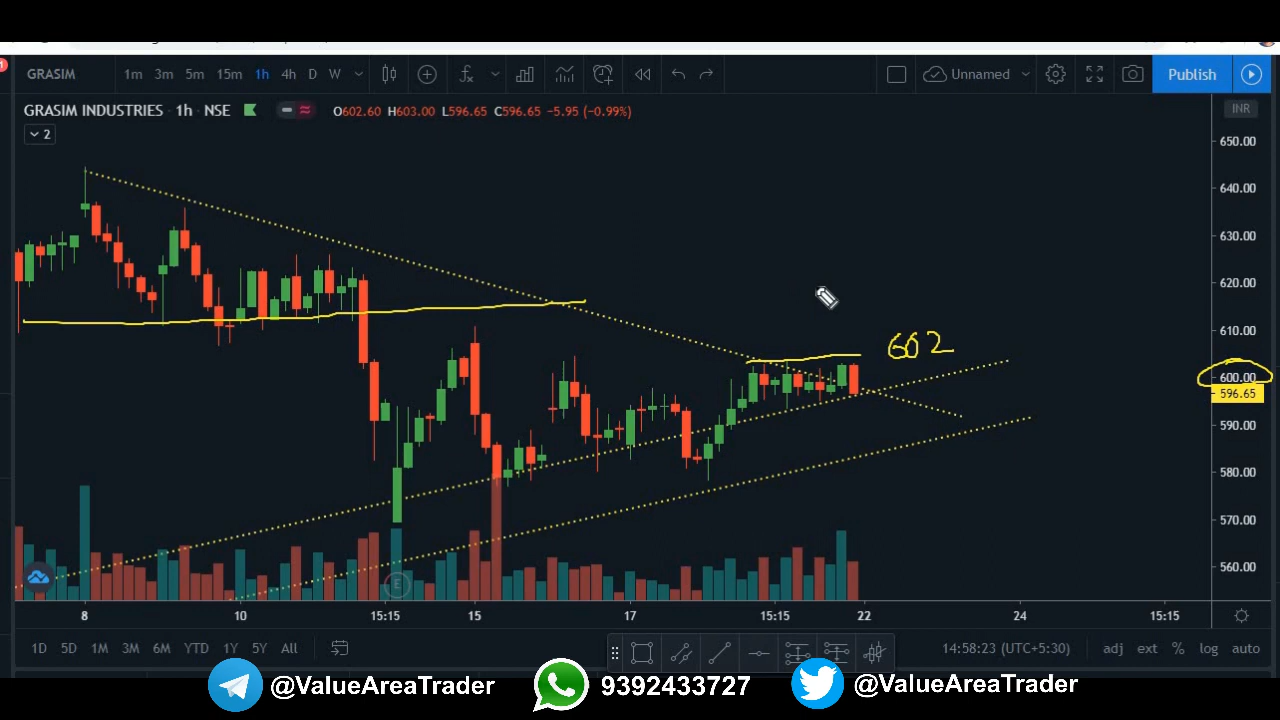 GRASIM 1m 3m 5m 15m 1h 4h D W fx Unnamed Publish
GRASIM INDUSTRIES 1h NSE O602.60 H603.00 L596.65 C596.65 -5.95 (-0.99%) INR
2
650.00
640.00
630.00
620.00
610.00
602
600.00
596.65
590.00
580.00
570.00
560.00
E
8 10 15:15 15 17 15:15 22 24 15:15
1D 5D 1M 3M 6M YTD 1Y 5Y All 14:58:23 (UTC+5:30) adj ext % log auto
@ValueAreaTrader 9392433727 @ValueAreaTrader